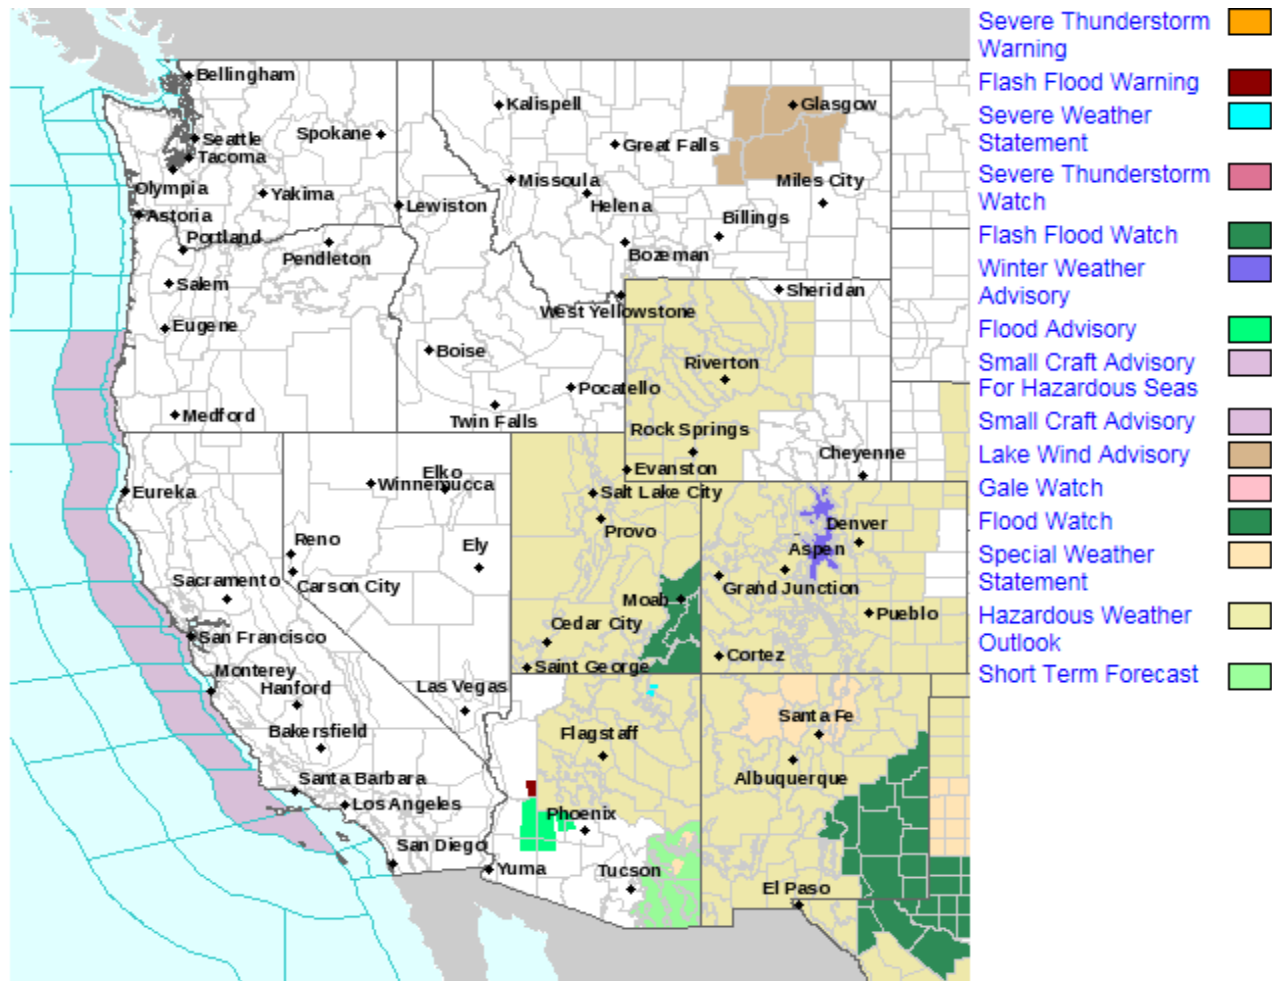 Bellingham
Kalispell
Glasgow
Seattle
Spokane
Great Falls
Tacoma
Olympia
Yakima
Missoula
Miles City
Astoria
Lewiston
Helena
Billings
Portland
Pendleton
Bozeman
Salem
Sheridan
West Yellowstone
Eugene
Boise
Riverton
Pocatello
Medford
Twin Falls
Rock Springs
Cheyenne
Elko
Evanston
Winnemucca
Eureka
Salt Lake City
Provo
Denver
Reno
Ely
Aspen
Sacramento
Carson City
Grand Junction
Moab
Pueblo
Cedar City
San Francisco
Cortez
Saint George
Monterey
Hanford
Las Vegas
Santa Fe
Bakersfield
Flagstaff
Albuquerque
Santa Barbara
Los Angeles
Phoenix
San Diego
Yuma
Tucson
El Paso
Severe Thunderstorm
Warning
Flash Flood Warning
Severe Weather
Statement
Severe Thunderstorm
Watch
Flash Flood Watch
Winter Weather
Advisory
Flood Advisory
Small Craft Advisory
For Hazardous Seas
Small Craft Advisory
Lake Wind Advisory
Gale Watch
Flood Watch
Special Weather
Statement
Hazardous Weather
Outlook
Short Term Forecast